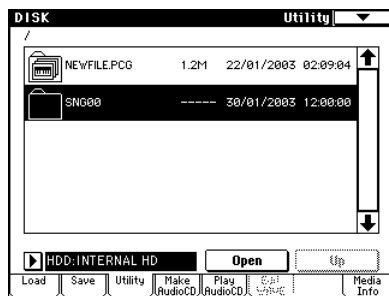 DISK Utility
/
NEWFILE.PCG 1.2M 22/01/2003 02:09:04
SNG00 ----- 30/01/2003 12:00:00
HDD:INTERNAL HD Open Up
Load Save Utility Make AudioCD Play AudioCD Media Info